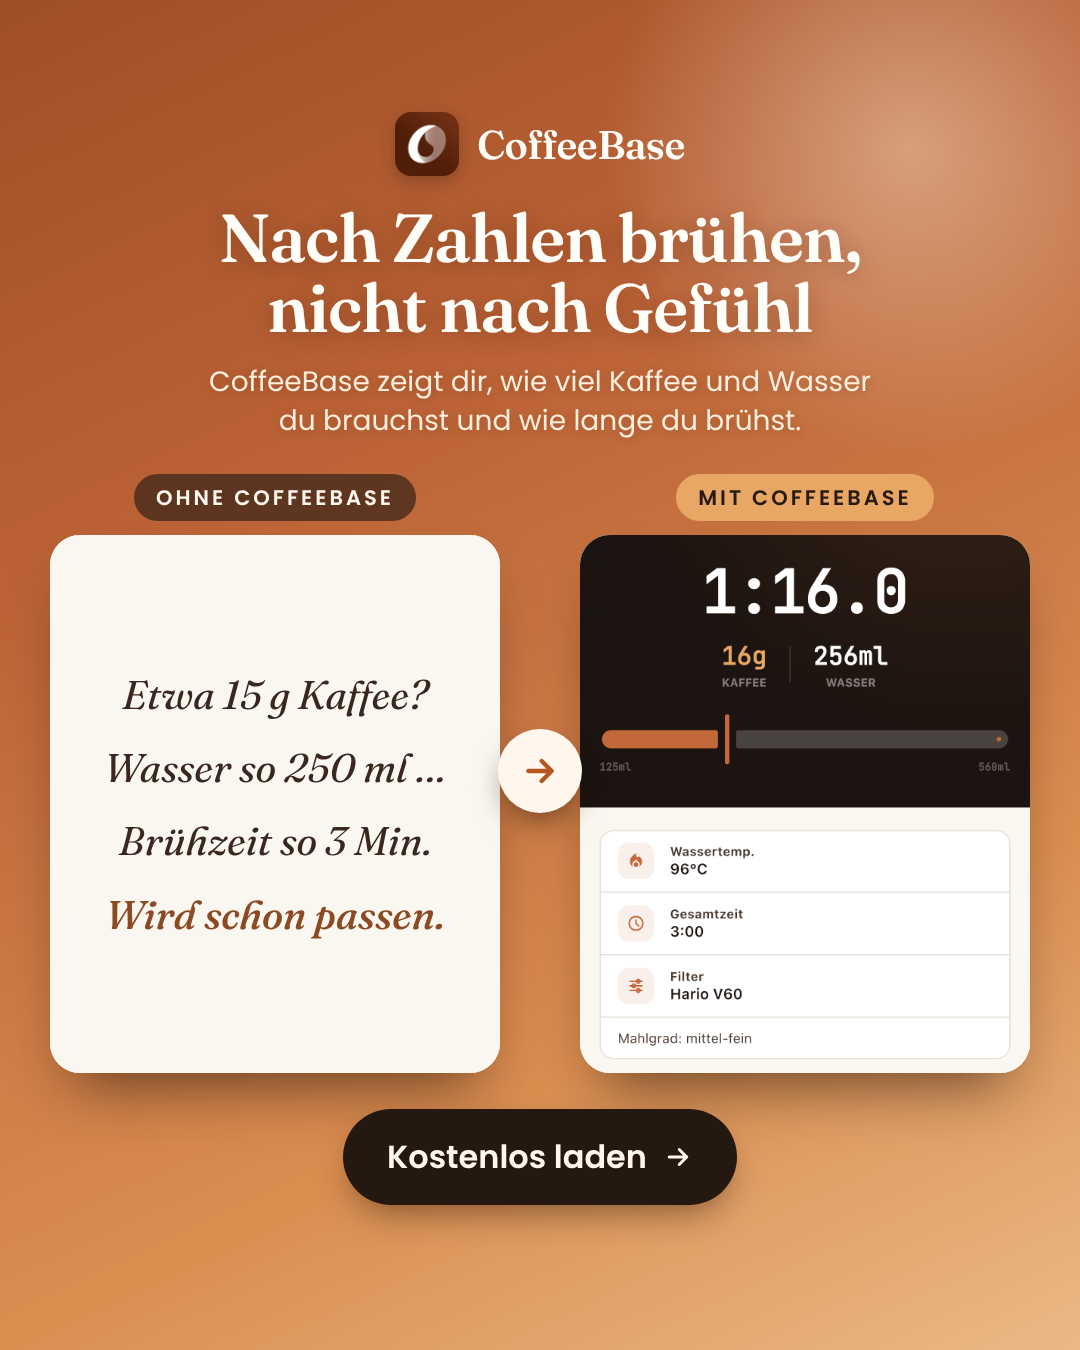 CoffeeBase
Nach Zahlen brühen,
nicht nach Gefühl
CoffeeBase zeigt dir, wie viel Kaffee und Wasser
du brauchst und wie lange du brühst.
OHNE COFFEEBASE
Etwa 15 g Kaffee?
Wasser so 250 ml ...
Brühzeit so 3 Min.
Wird schon passen.
MIT COFFEEBASE
1:16.0
16g 256ml
KAFFEE WASSER
125ml 560ml
Wassertemp.
96°C
Gesamtzeit
3:00
Filter
Hario V60
Mahlgrad: mittel-fein
Kostenlos laden →